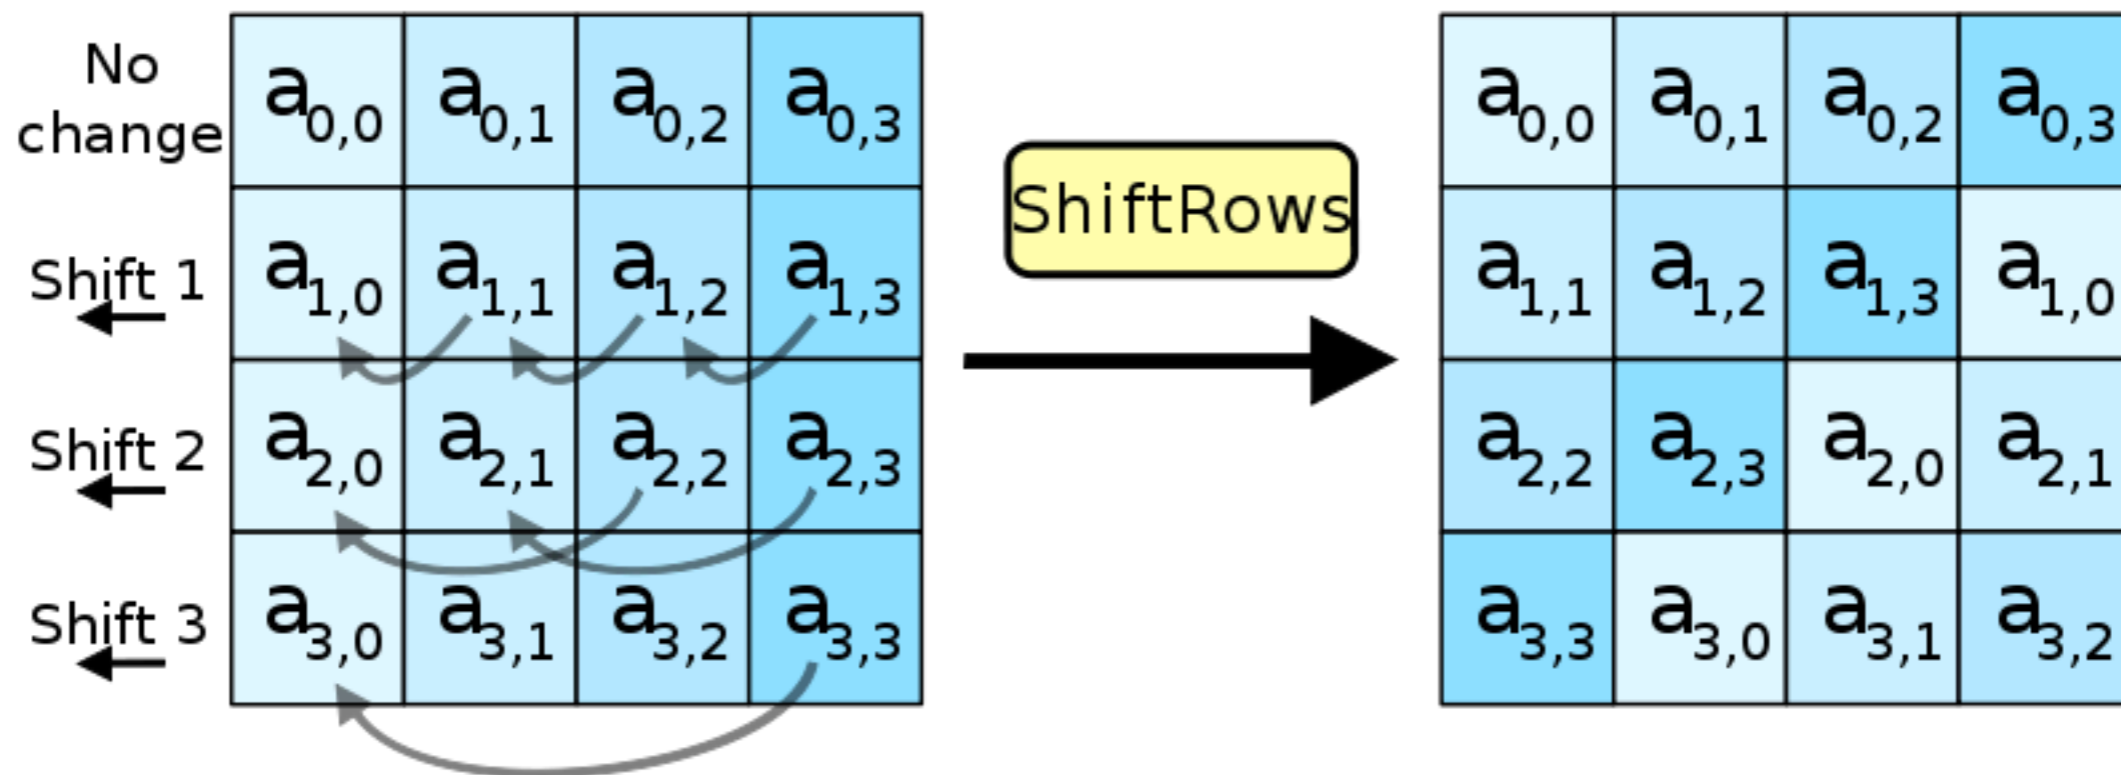 No
change
a0,0 a0,1 a0,2 a0,3
Shift 1
a1,0 a1,1 a1,2 a1,3
Shift 2
a2,0 a2,1 a2,2 a2,3
Shift 3
a3,0 a3,1 a3,2 a3,3
ShiftRows
a0,0 a0,1 a0,2 a0,3
a1,1 a1,2 a1,3 a1,0
a2,2 a2,3 a2,0 a2,1
a3,3 a3,0 a3,1 a3,2